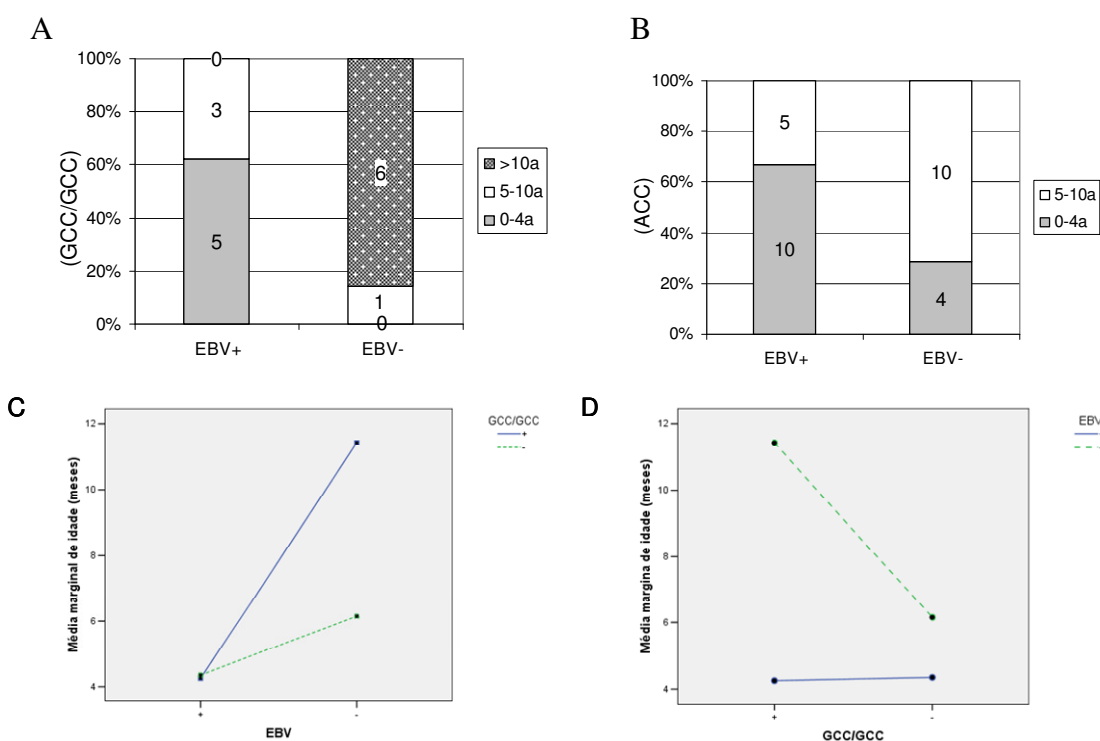 A
100%
80%
60%
40%
20%
0%
(GCC/GCC)
0
3
5
6
1
0
EBV+
EBV-
>10a
5-10a
0-4a
B
100%
80%
60%
40%
20%
0%
(ACC)
5
10
10
4
EBV+
EBV-
5-10a
0-4a
C
12
10
8
6
4
Média marginal de idade (meses)
+
-
EBV
GCC/GCC
+
-
D
12
10
8
6
4
Média margina de idade (meses)
+
-
GCC/GCC
EBV